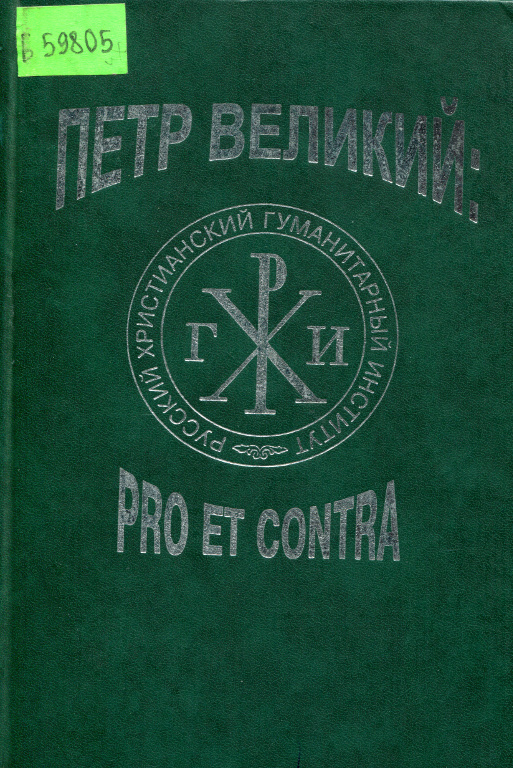 Б 59805
ПЕТР ВЕЛИКИЙ:
РУССКИЙ ХРИСТИАНСКИЙ ГУМАНИТАРНЫЙ ИНСТИТУТ
Р
Г Х И
PRO ET CONTRA